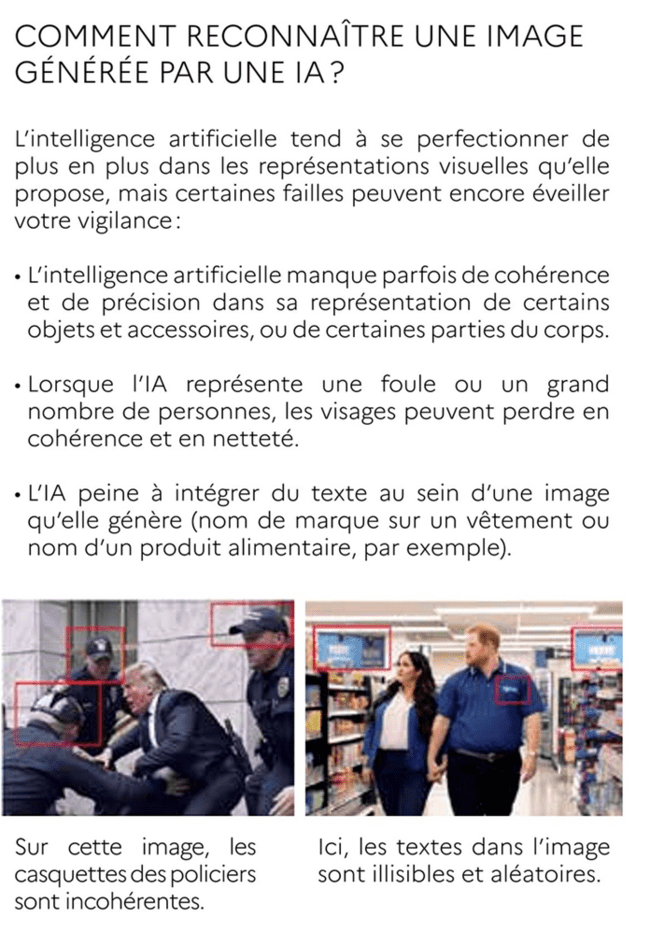 COMMENT RECONNAÎTRE UNE IMAGE
GÉNÉRÉE PAR UNE IA ?
L'intelligence artificielle tend à se perfectionner de
plus en plus dans les représentations visuelles qu'elle
propose, mais certaines failles peuvent encore éveiller
votre vigilance :
• L'intelligence artificielle manque parfois de cohérence
et de précision dans sa représentation de certains
objets et accessoires, ou de certaines parties du corps.
• Lorsque l'IA représente une foule ou un grand
nombre de personnes, les visages peuvent perdre en
cohérence et en netteté.
• L'IA peine à intégrer du texte au sein d'une image
qu'elle génère (nom de marque sur un vêtement ou
nom d'un produit alimentaire, par exemple).
Sur cette image, les
casquettes des policiers
sont incohérentes.
Ici, les textes dans l'image
sont illisibles et aléatoires.